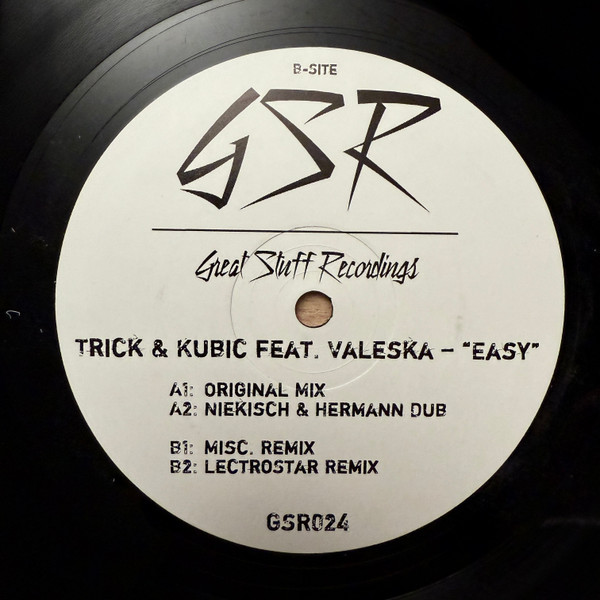 B-SITE
GSR
Great Stuff Recordings
TRICK & KUBIC FEAT. VALESKA – "EASY"
A1: ORIGINAL MIX
A2: NIEKISCH & HERMANN DUB
B1: MISC. REMIX
B2: LECTROSTAR REMIX
GSR024